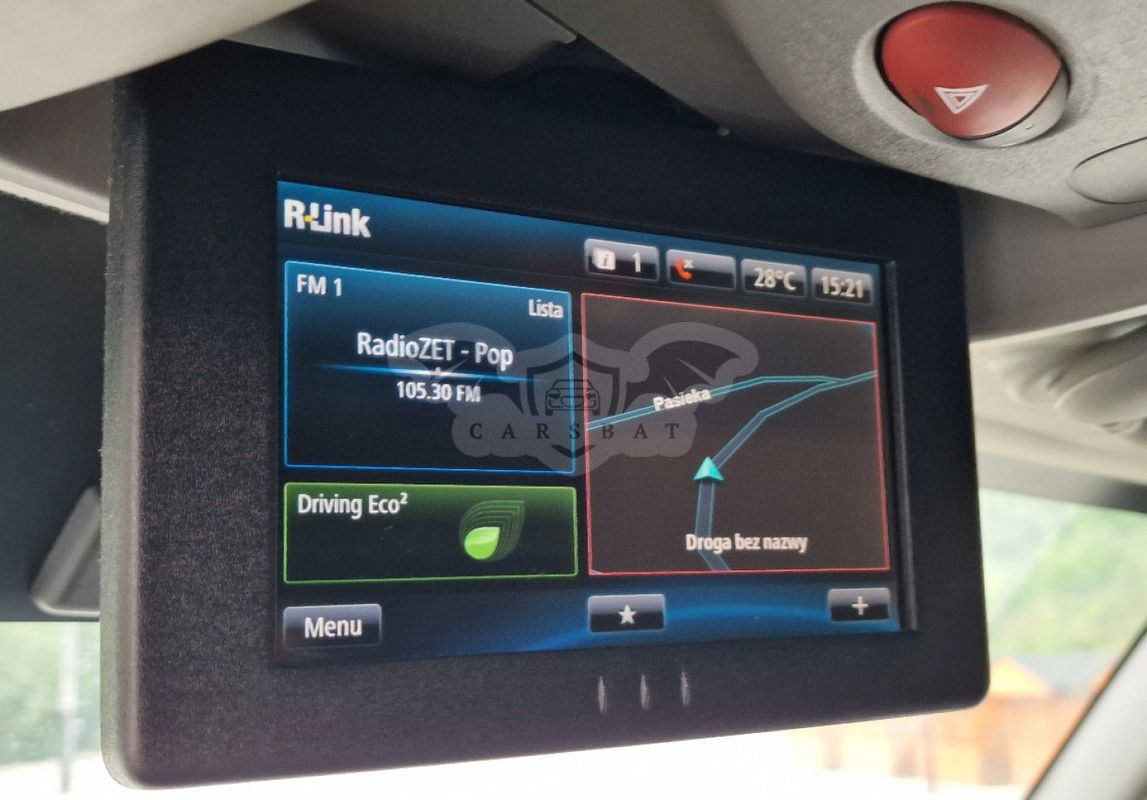 R-Link
1
28°C
15:21
FM 1
Lista
RadioZET - Pop
105.30 FM
Pasieka
CARSBAT
Driving Eco²
Droga bez nazwy
Menu